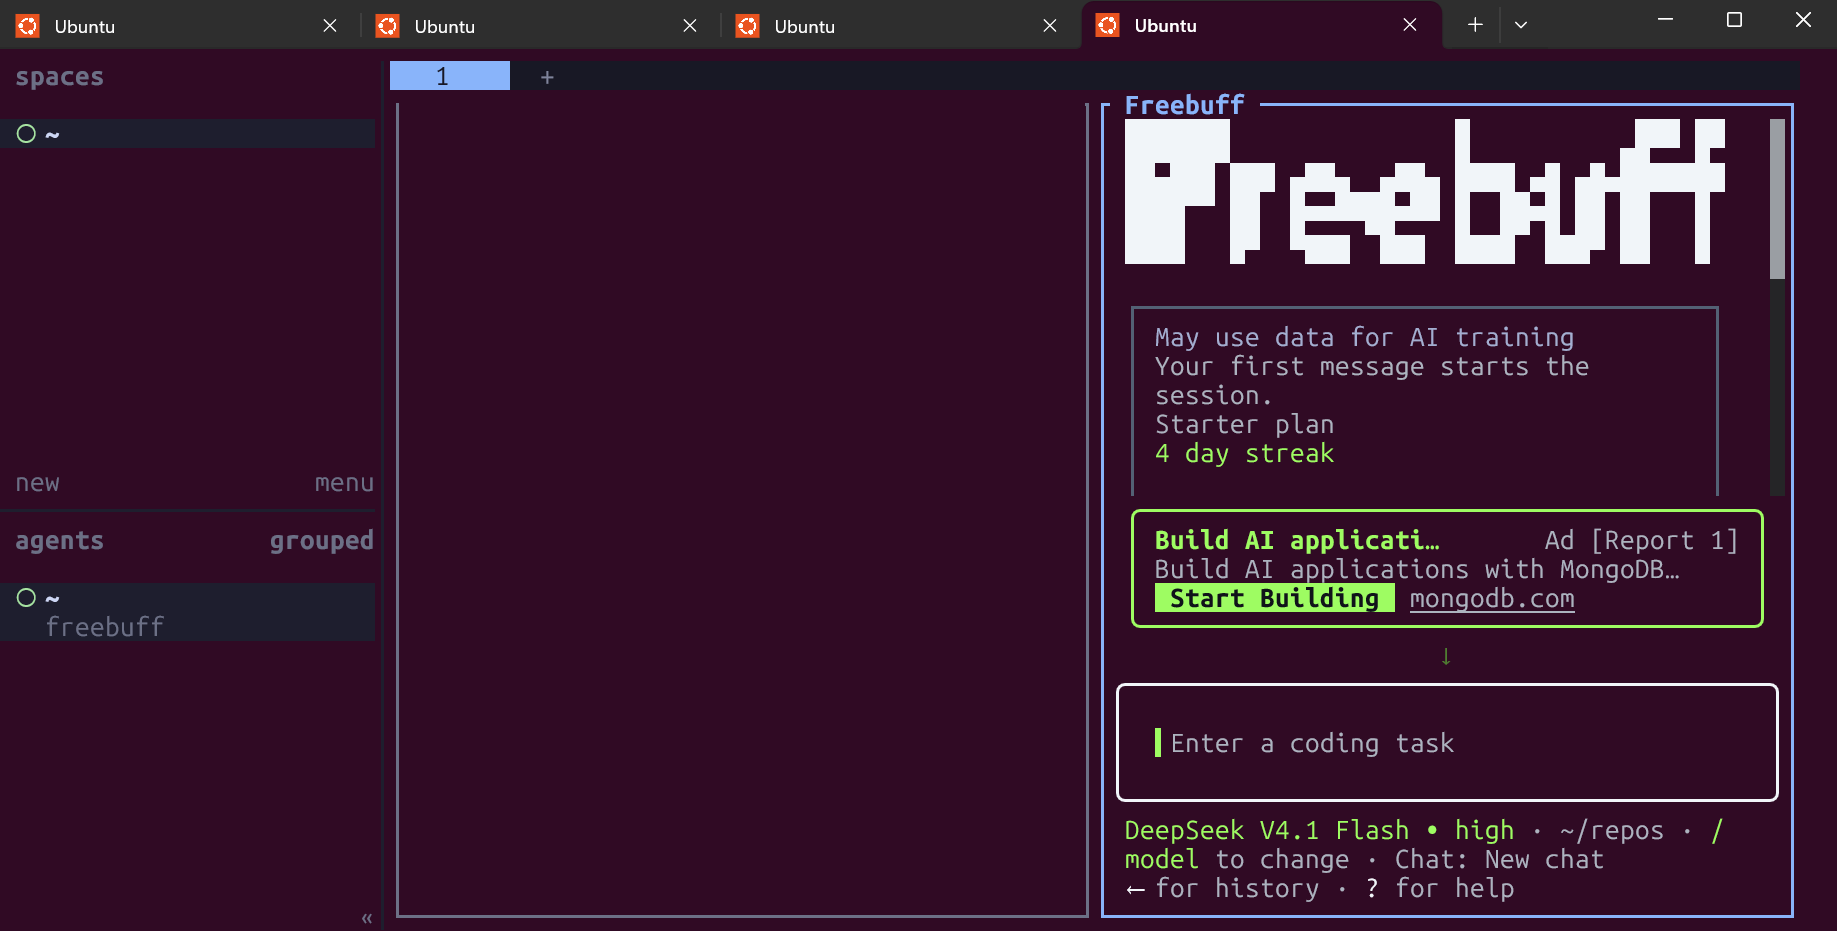 Ubuntu
Ubuntu
Ubuntu
Ubuntu
spaces
~
new menu
agents grouped
~
freebuff
«
1 +
Freebuff
Freebuff
May use data for AI training
Your first message starts the
session.
Starter plan
4 day streak
Build AI applicati… Ad [Report 1]
Build AI applications with MongoDB…
Start Building mongodb.com
↓
Enter a coding task
DeepSeek V4.1 Flash • high · ~/repos · /
model to change · Chat: New chat
← for history · ? for help